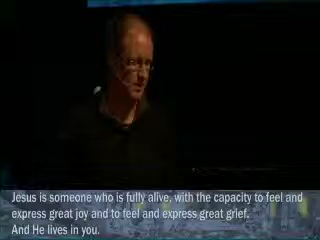 Jesus is someone who is fully alive, with the capacity to feel and
express great joy and to feel and express great grief.
And He lives in you.